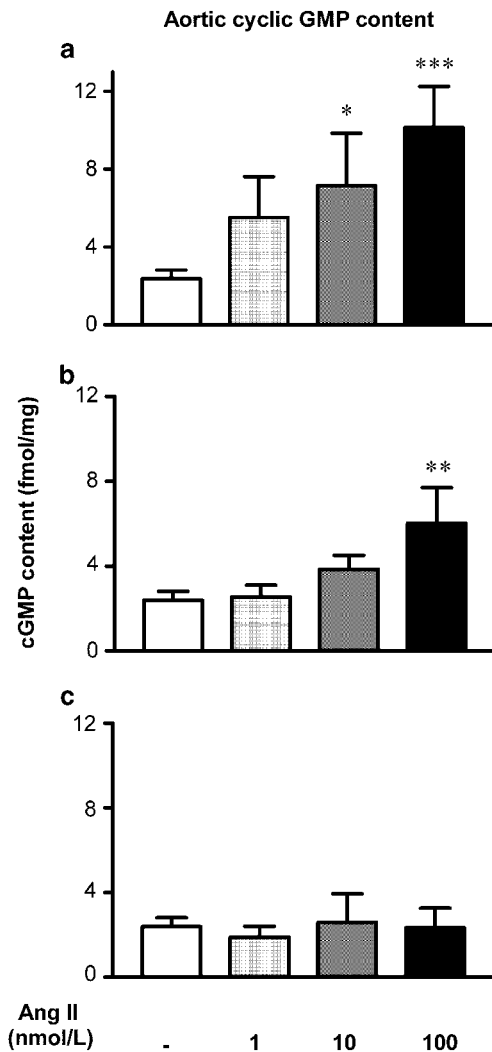 Aortic cyclic GMP content
a
12
8
4
0
*
***
b
12
8
4
0
**
cGMP content (fmol/mg)
c
12
8
4
0
Ang II
(nmol/L)
- 1 10 100